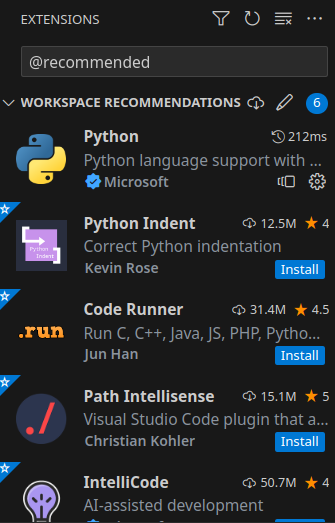 EXTENSIONS
@recommended
WORKSPACE RECOMMENDATIONS 6
Python 212ms
Python language support with ...
Microsoft
Python Indent 12.5M 4
Python Indent
Correct Python indentation
Kevin Rose Install
Code Runner 31.4M 4.5
.run
Run C, C++, Java, JS, PHP, Pytho...
Jun Han Install
Path Intellisense 15.1M 5
./
Visual Studio Code plugin that a...
Christian Kohler Install
IntelliCode 50.7M 4
AI-assisted development